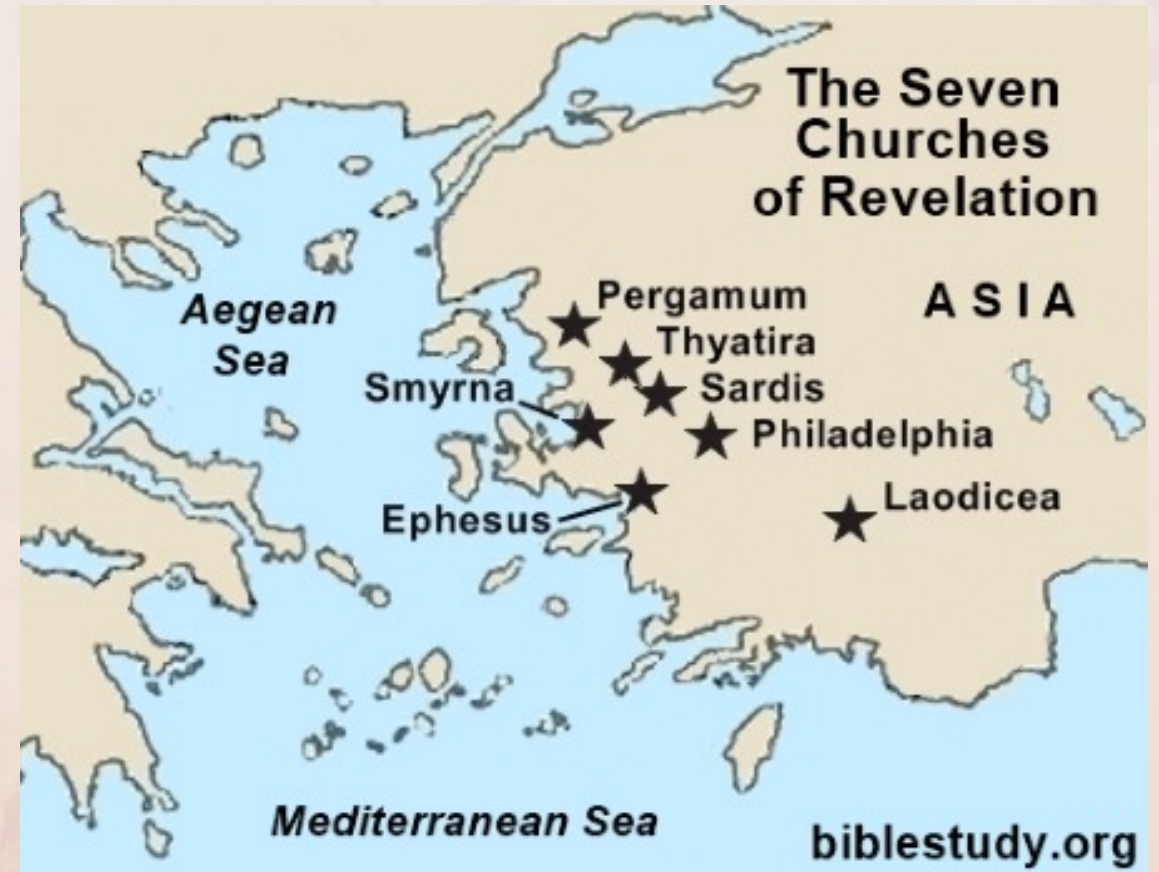 The Seven
Churches
of Revelation
ASIA
Aegean
Sea
Pergamum
Thyatira
Smyrna
Sardis
Philadelphia
Ephesus
Laodicea
Mediterranean Sea
biblestudy.org